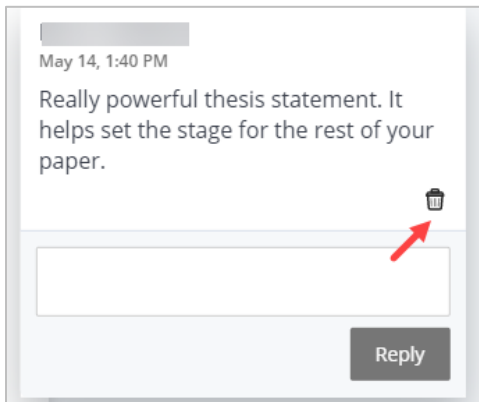 May 14, 1:40 PM
Really powerful thesis statement. It
helps set the stage for the rest of your
paper.
Reply